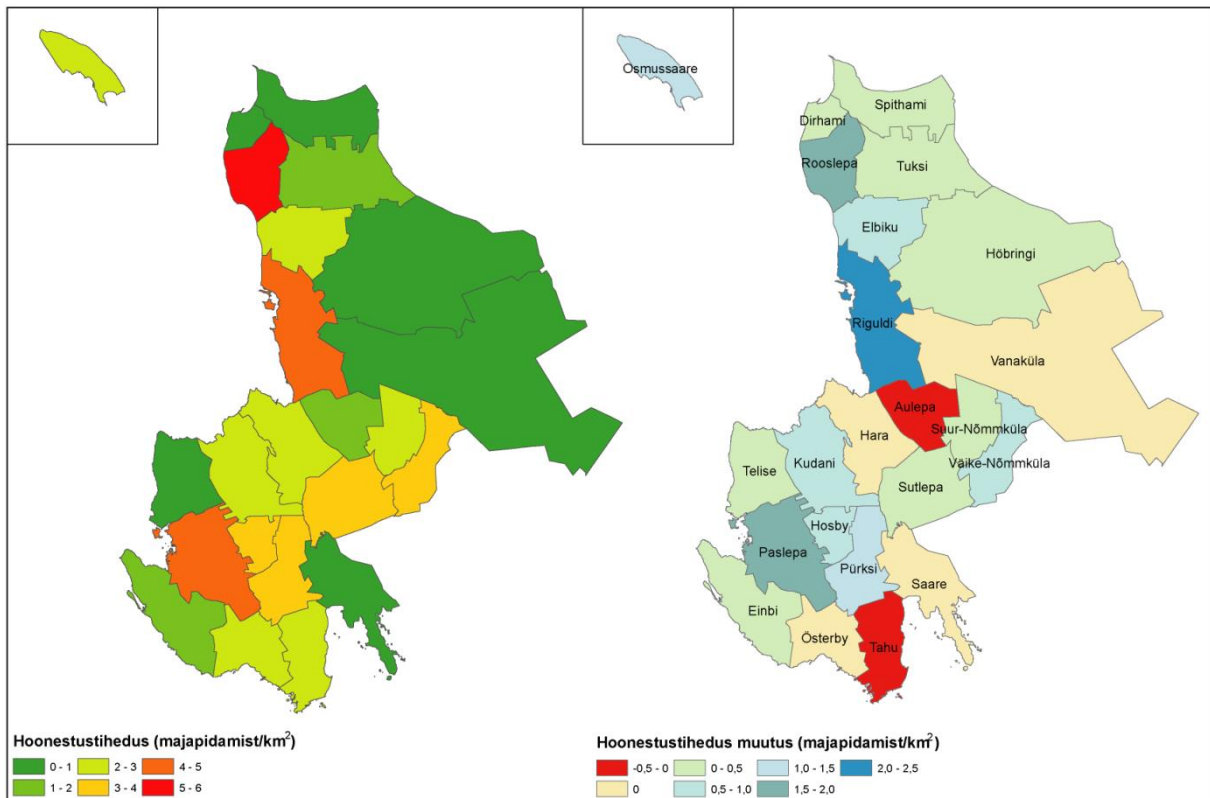 Osmussaare
Spithami
Dirhami
Rooslepa
Tuksi
Elbiku
Höbringi
Riguldi
Vanaküla
Aulepa
Suur-Nõmmküla
Hara
Väike-Nõmmküla
Kudani
Telise
Sutlepa
Hosby
Paslepa
Pürksi
Saare
Einbi
Österby
Tahu
Hoonestustihedus (majapidamist/km²)
0 - 1 2 - 3 4 - 5
1 - 2 3 - 4 5 - 6
Hoonestustihedus muutus (majapidamist/km²)
-0,5 - 0 0 - 0,5 1,0 - 1,5 2,0 - 2,5
0 0,5 - 1,0 1,5 - 2,0